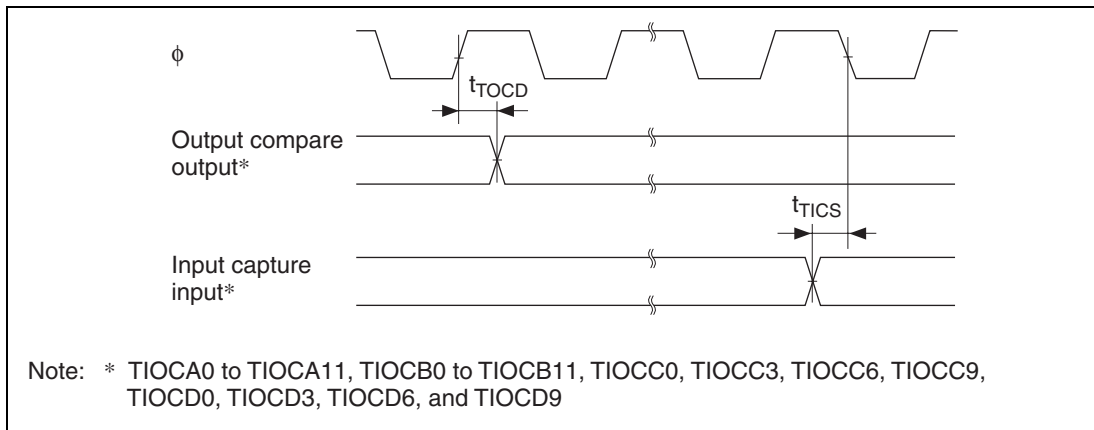 ϕ
tTOCD
Output compare
output*
tTICS
Input capture
input*
Note: * TIOCA0 to TIOCA11, TIOCB0 to TIOCB11, TIOCC0, TIOCC3, TIOCC6, TIOCC9,
TIOCD0, TIOCD3, TIOCD6, and TIOCD9